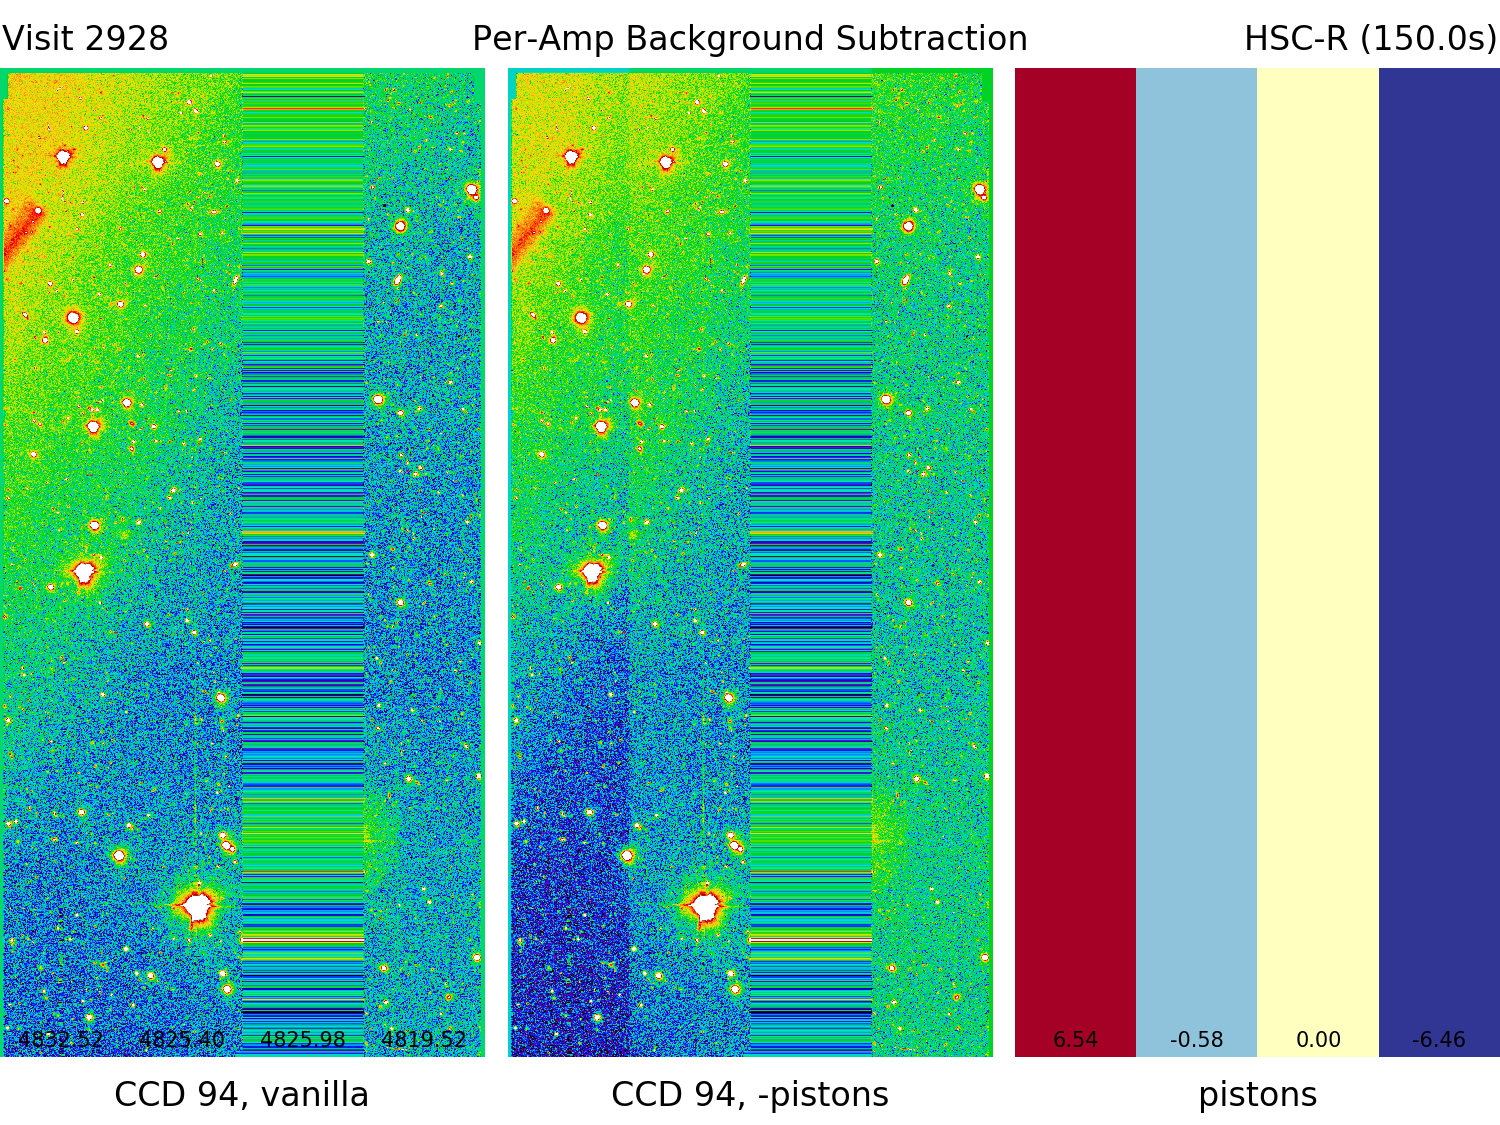 Visit 2928 Per-Amp Background Subtraction HSC-R (150.0s)
4832.52 4825.40 4825.98 4819.52 6.54 -0.58 0.00 -6.46
CCD 94, vanilla CCD 94, -pistons pistons